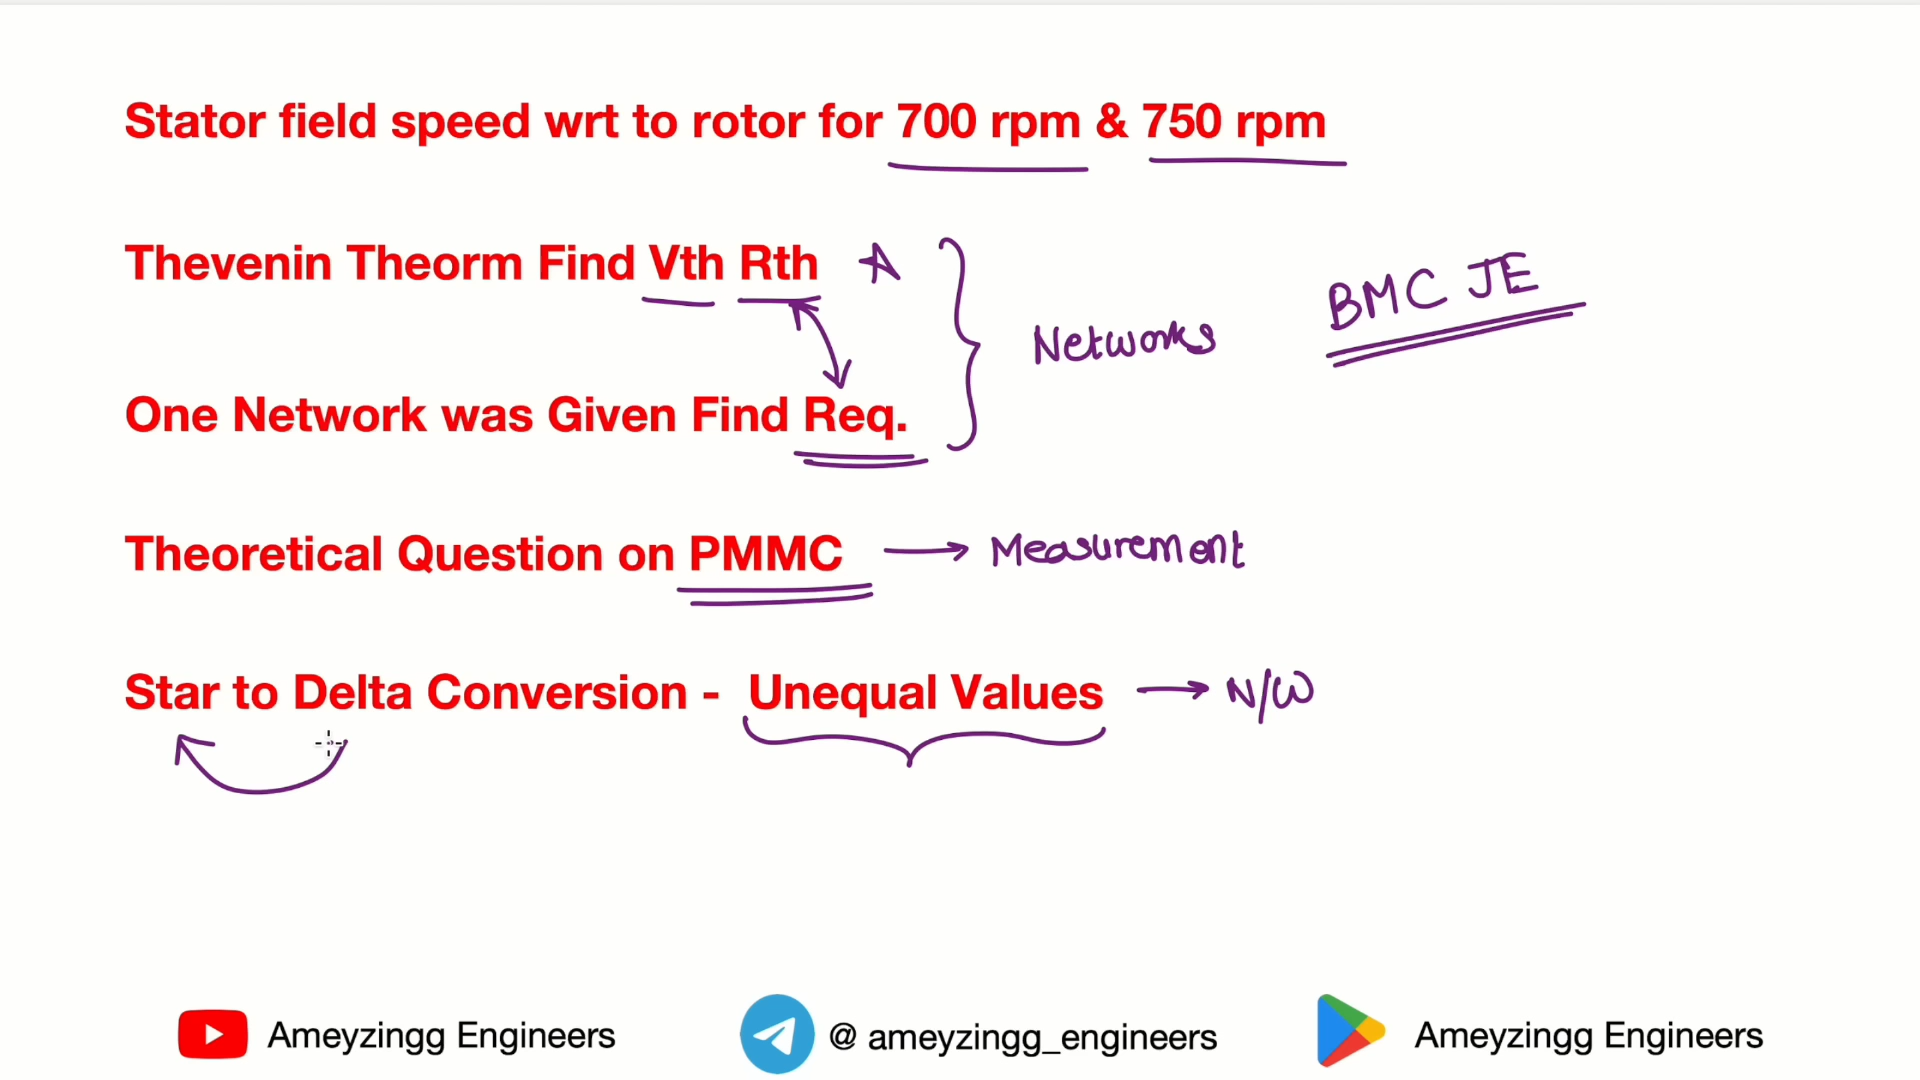 Stator field speed wrt to rotor for 700 rpm & 750 rpm
Thevenin Theorm Find Vth Rth
BMC JE
Networks
One Network was Given Find Req.
Theoretical Question on PMMC → Measurement
Star to Delta Conversion - Unequal Values → N/W
Ameyzingg Engineers
@ ameyzingg_engineers
Ameyzingg Engineers